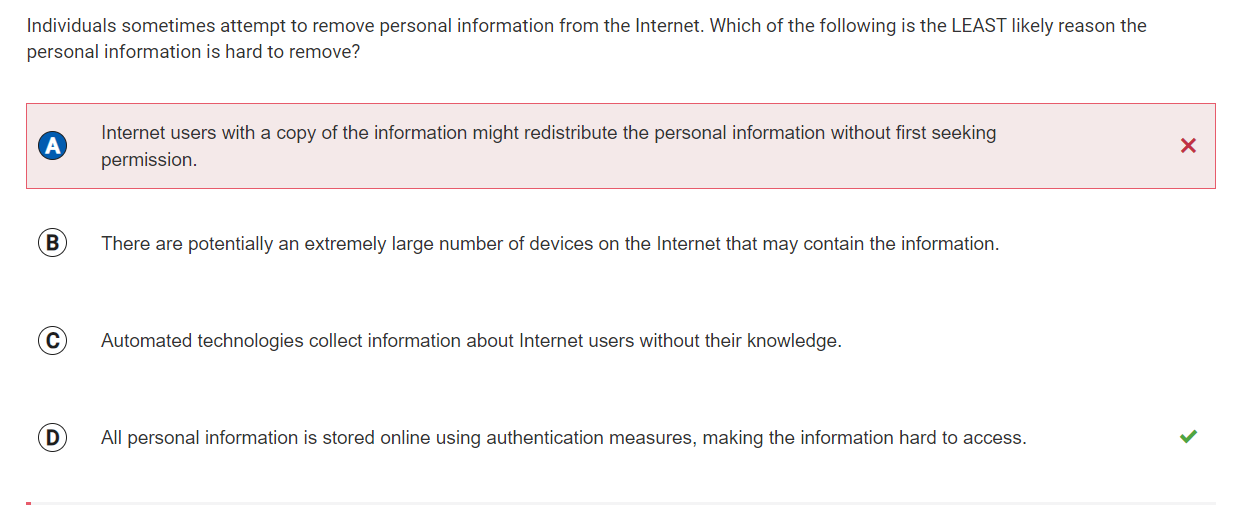 Individuals sometimes attempt to remove personal information from the Internet. Which of the following is the LEAST likely reason the
personal information is hard to remove?
A Internet users with a copy of the information might redistribute the personal information without first seeking
permission.
B There are potentially an extremely large number of devices on the Internet that may contain the information.
C Automated technologies collect information about Internet users without their knowledge.
D All personal information is stored online using authentication measures, making the information hard to access.